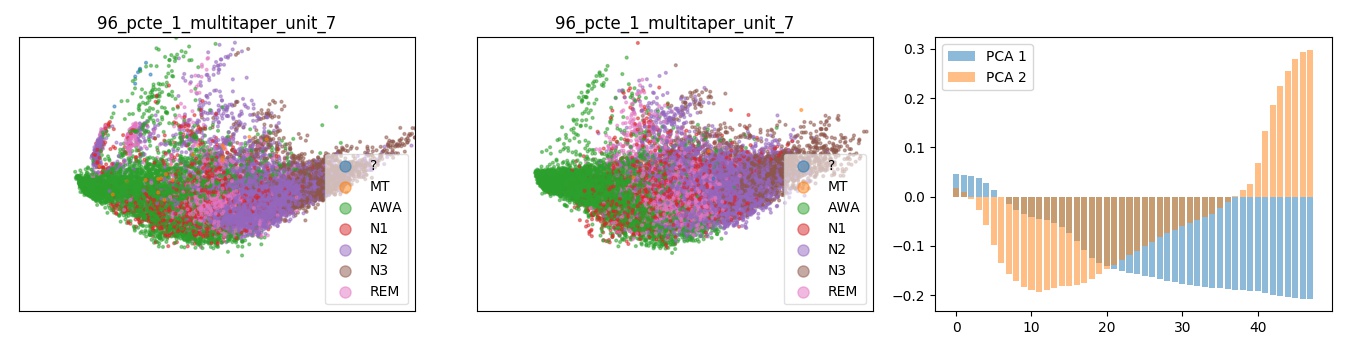 96_pcte_1_multitaper_unit_7
?
MT
AWA
N1
N2
N3
REM
96_pcte_1_multitaper_unit_7
?
MT
AWA
N1
N2
N3
REM
PCA 1
PCA 2
0.3
0.2
0.1
0.0
−0.1
−0.2
0 10 20 30 40